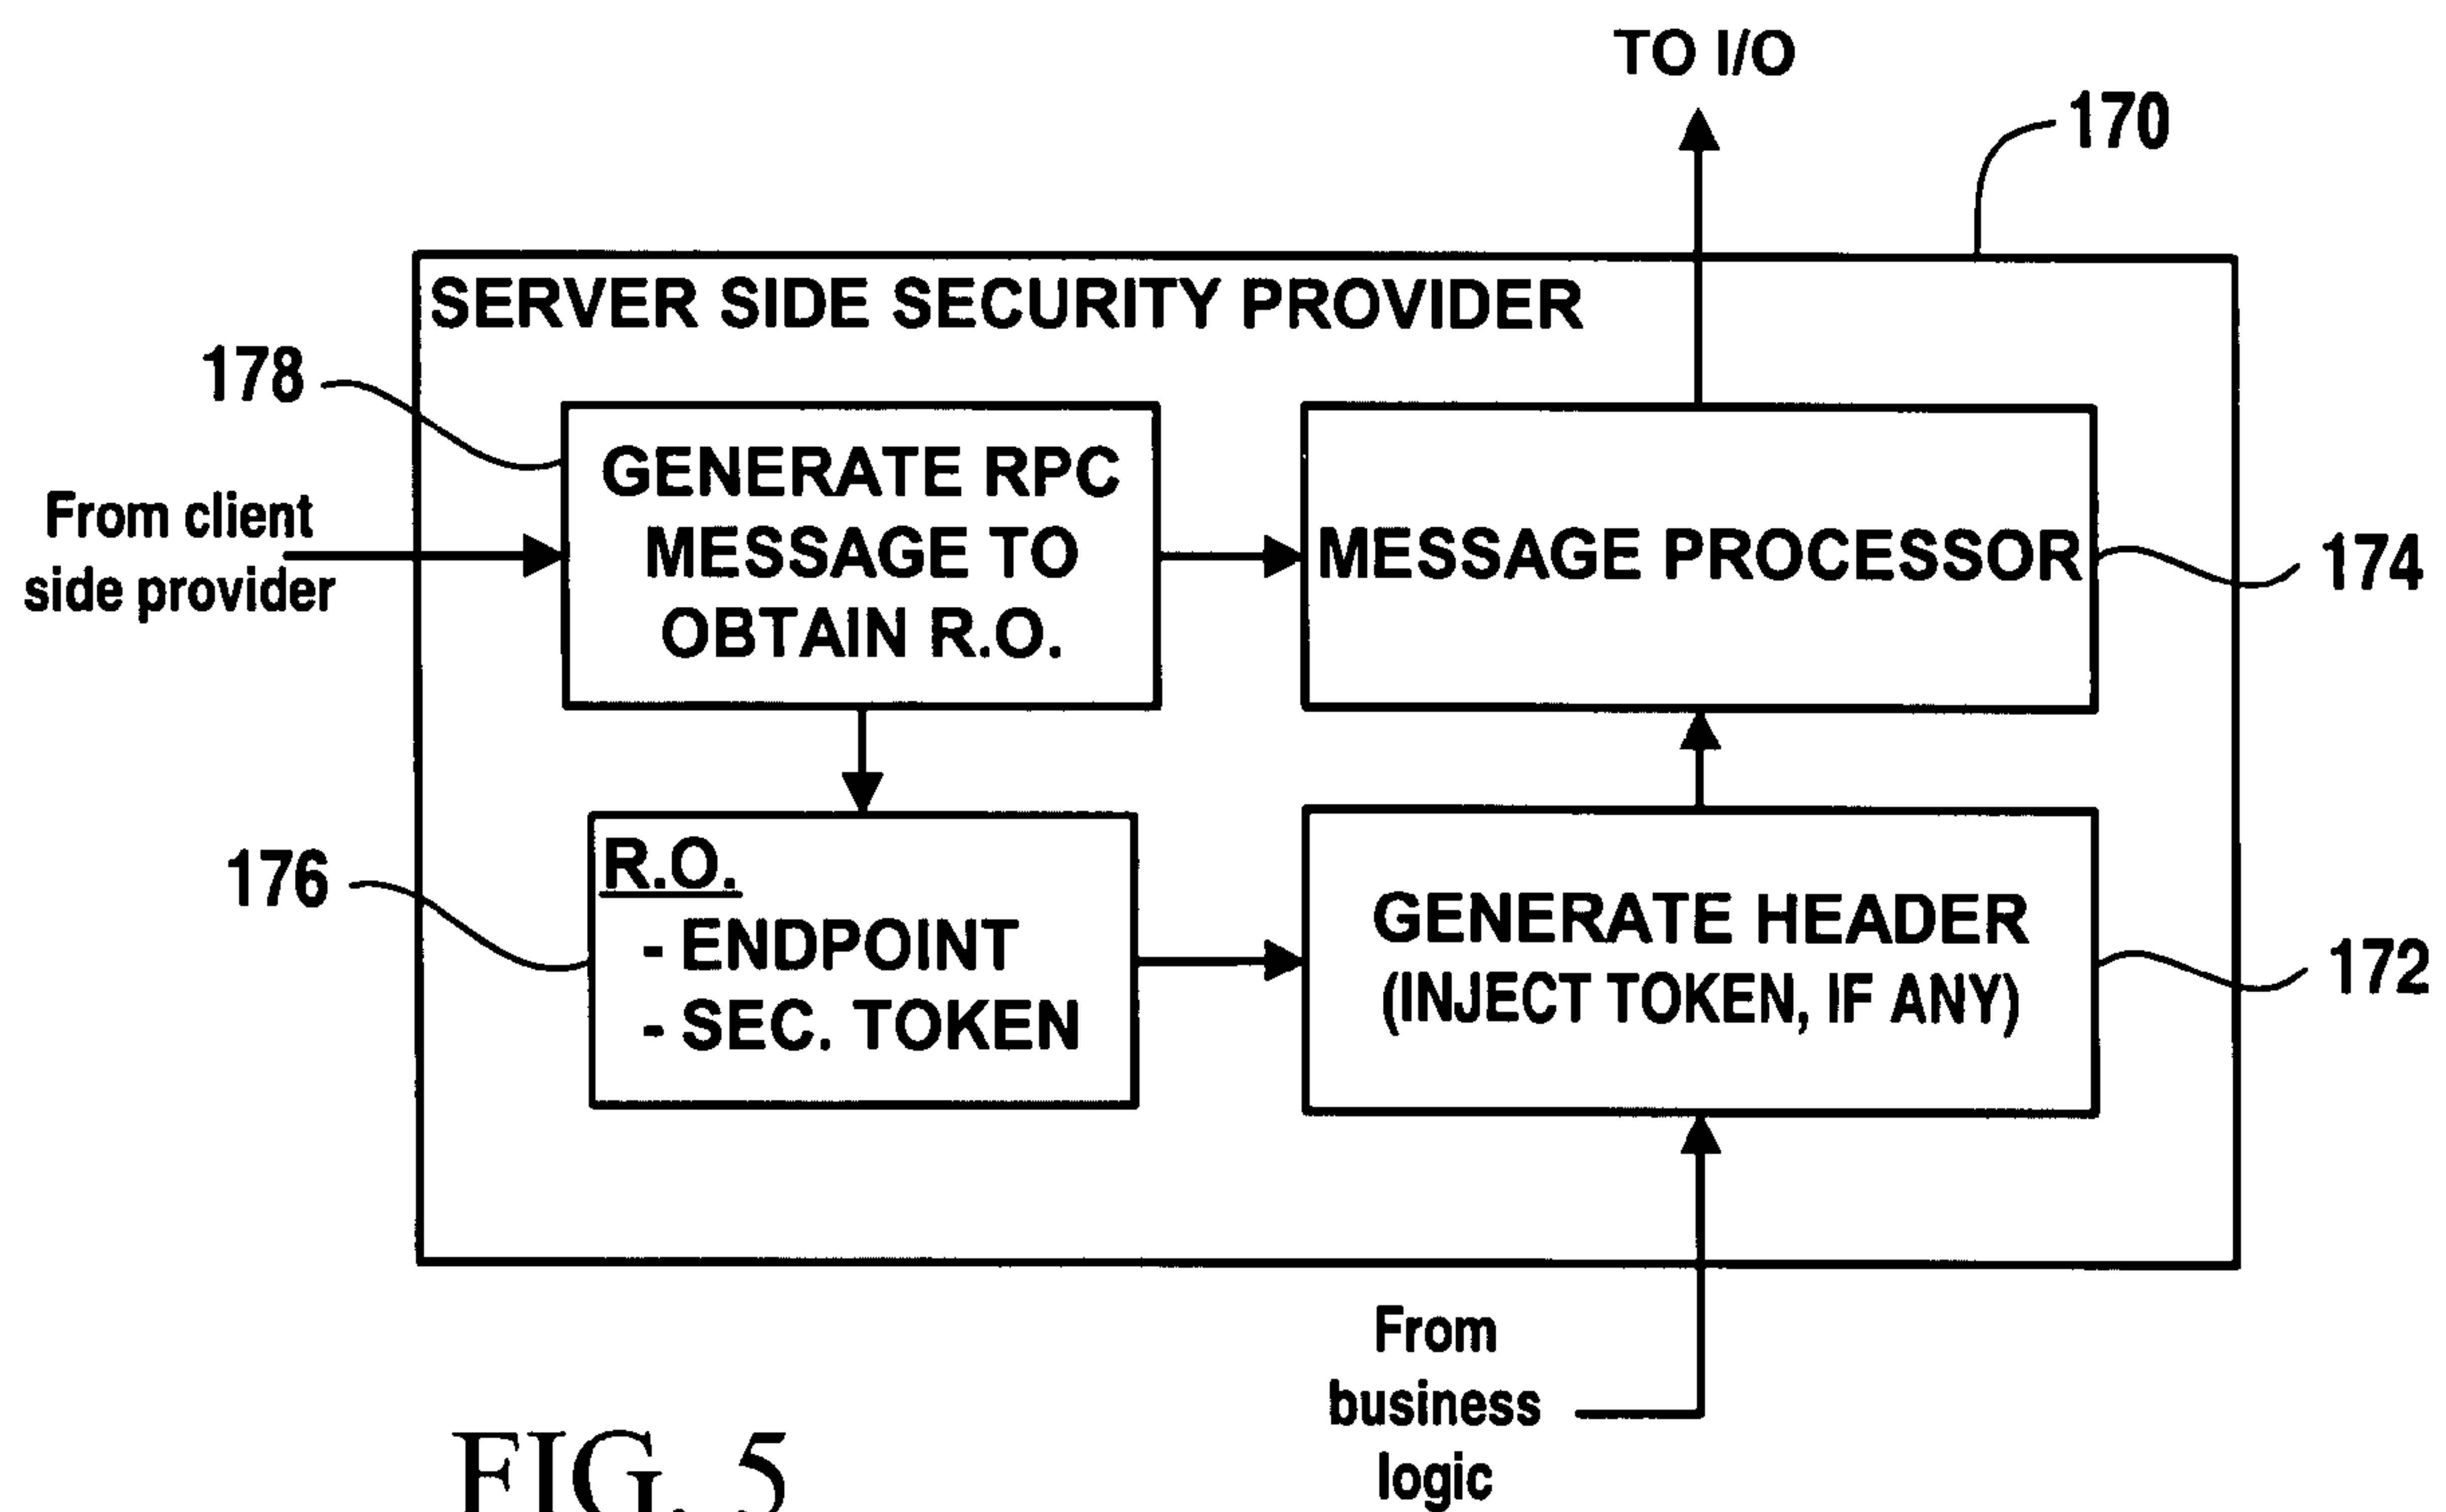 TO I/O
170
SERVER SIDE SECURITY PROVIDER
178
GENERATE RPC
MESSAGE TO
OBTAIN R.O.
From client
side provider
MESSAGE PROCESSOR
174
176
R.O.
- ENDPOINT
- SEC. TOKEN
GENERATE HEADER
(INJECT TOKEN, IF ANY)
172
From
business
logic
FIG. 5